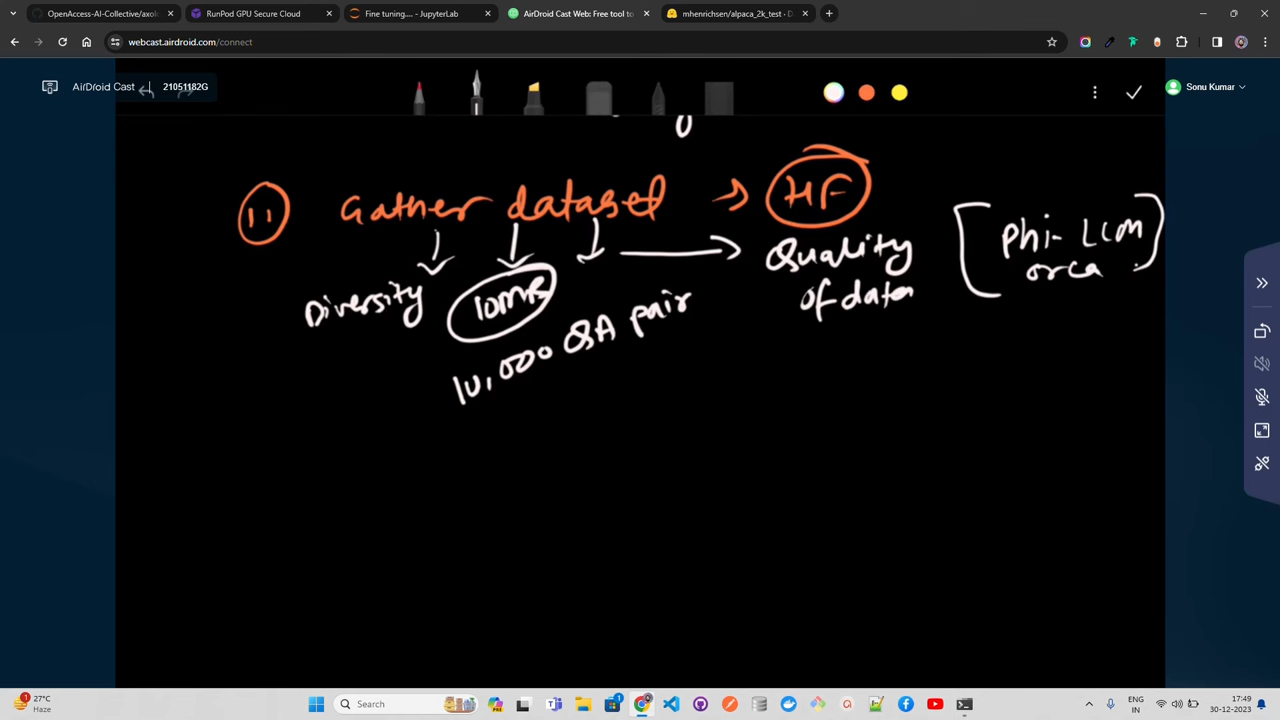 OpenAccess-AI-Collective/axol
RunPod GPU Secure Cloud
Fine tuning.... - JupyterLab
AirDroid Cast Web: Free tool to
mhenrichsen/alpaca_2k_test · D
webcast.airdroid.com/connect
AirDroid Cast
21051182G
Sonu Kumar
11 Gather dataset → HF
Diversity
10MB
Quality
of data
Phi- LLM
orca
10,000 Q&A pair
1
27°C
Haze
Search
1
ENG
IN
17:49
30-12-2023